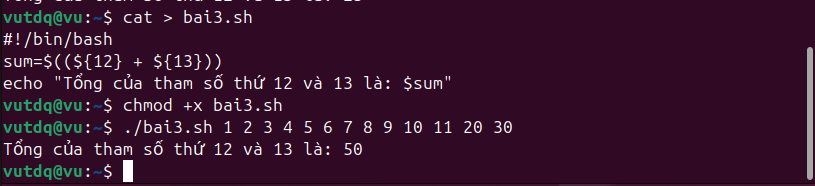 vutdq@vu:~$ cat > bai3.sh
#!/bin/bash
sum=$((${12} + ${13}))
echo "Tổng của tham số thứ 12 và 13 là: $sum"
vutdq@vu:~$ chmod +x bai3.sh
vutdq@vu:~$ ./bai3.sh 1 2 3 4 5 6 7 8 9 10 11 20 30
Tổng của tham số thứ 12 và 13 là: 50
vutdq@vu:~$